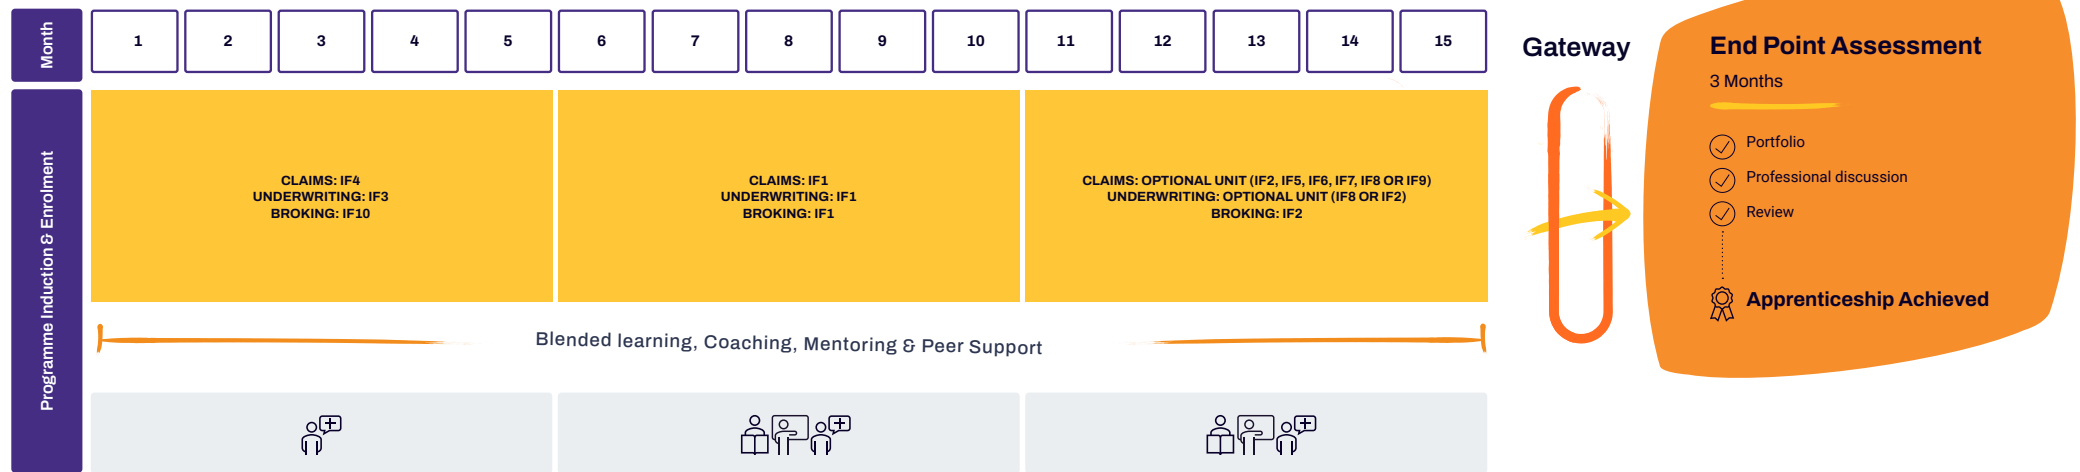 Month
1
2
3
4
5
6
7
8
9
10
11
12
13
14
15
Programme Induction & Enrolment
CLAIMS: IF4
UNDERWRITING: IF3
BROKING: IF10
CLAIMS: IF1
UNDERWRITING: IF1
BROKING: IF1
CLAIMS: OPTIONAL UNIT (IF2, IF5, IF6, IF7, IF8 OR IF9)
UNDERWRITING: OPTIONAL UNIT (IF8 OR IF2)
BROKING: IF2
Blended learning, Coaching, Mentoring & Peer Support
Gateway
End Point Assessment
3 Months
Portfolio
Professional discussion
Review
Apprenticeship Achieved